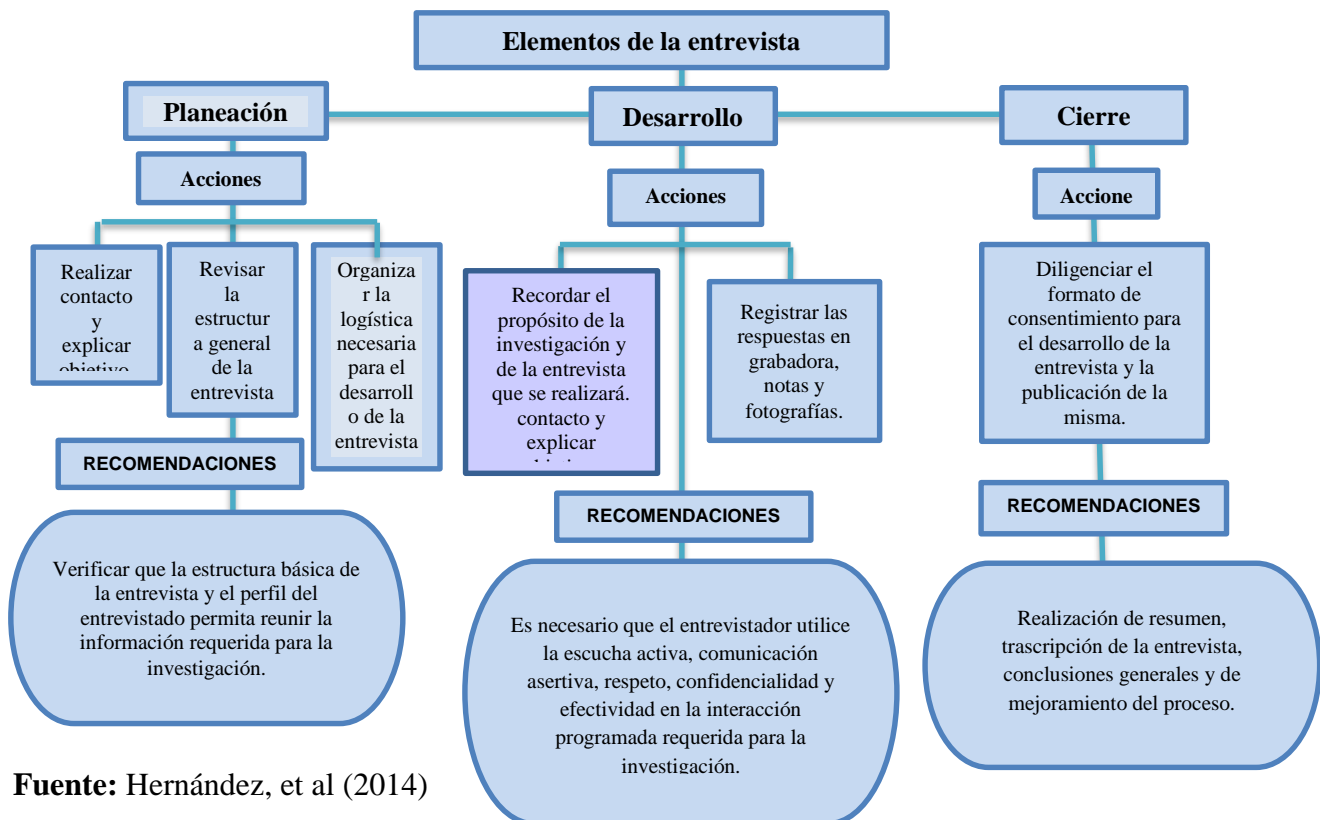 Elementos de la entrevista
Planeación
Desarrollo
Cierre
Acciones
Acciones
Accione
Realizar
contacto
y
explicar
objetivo
Revisar
la
estructur
a general
de la
entrevista
Organiza
r la
logística
necesaria
para el
desarroll
o de la
entrevista
Recordar el
propósito de la
investigación y
de la entrevista
que se realizará.
contacto y
explicar
Registrar las
respuestas en
grabadora,
notas y
fotografías.
Diligenciar el
formato de
consentimiento para
el desarrollo de la
entrevista y la
publicación de la
misma.
RECOMENDACIONES
RECOMENDACIONES
RECOMENDACIONES
Verificar que la estructura básica de
la entrevista y el perfil del
entrevistado permita reunir la
información requerida para la
investigación.
Es necesario que el entrevistador utilice
la escucha activa, comunicación
asertiva, respeto, confidencialidad y
efectividad en la interacción
programada requerida para la
investigación.
Realización de resumen,
trascripción de la entrevista,
conclusiones generales y de
mejoramiento del proceso.
Fuente: Hernández, et al (2014)